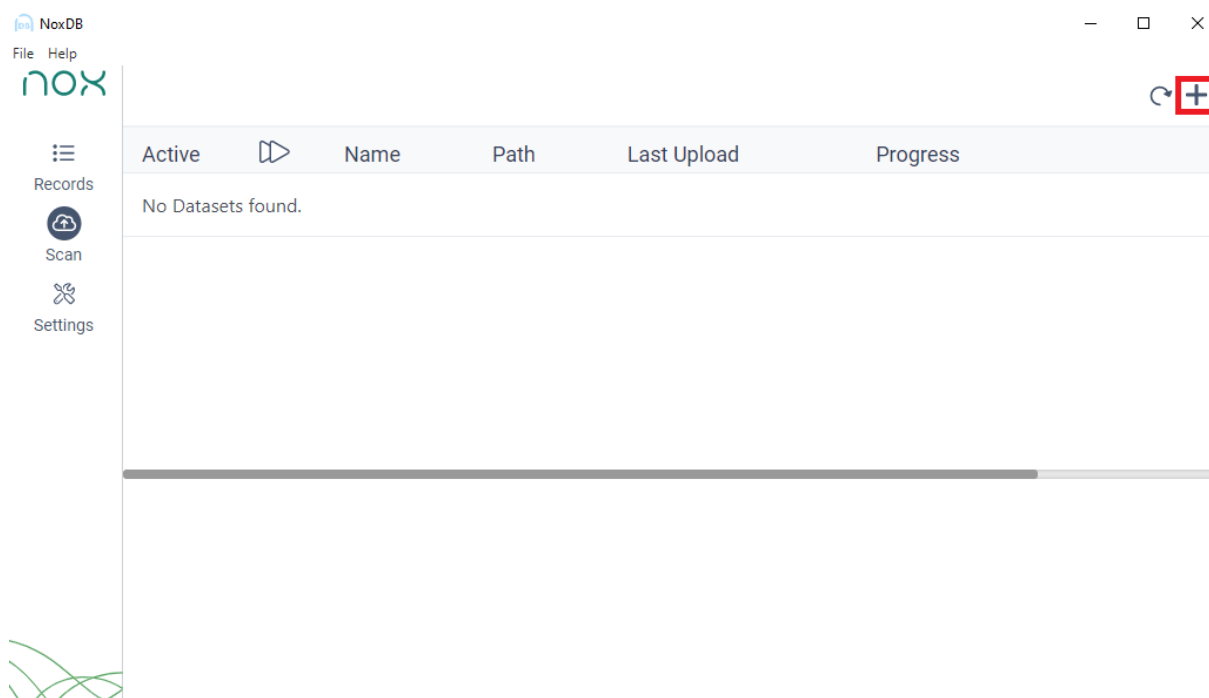 NoxDB
File Help
nox
Active Name Path Last Upload Progress
Records
No Datasets found.
Scan
Settings